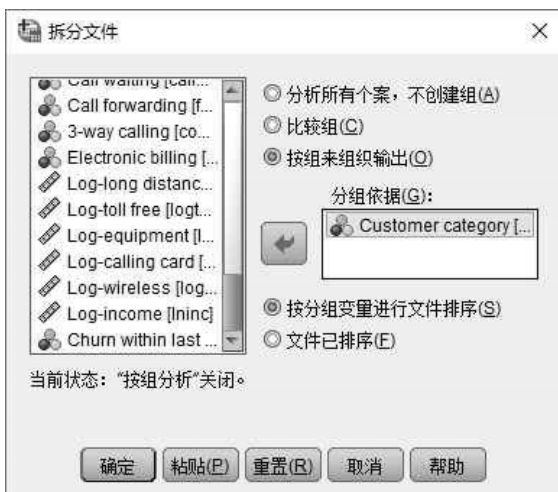 拆分文件
Call waiting [call...
Call forwarding [f...
3-way calling [co...
Electronic billing [...
Log-long distanc...
Log-toll free [logt...
Log-equipment [l...
Log-calling card [...
Log-wireless [log...
Log-income [lninc]
Churn within last ...
分析所有个案，不创建组(A)
比较组(C)
按组来组织输出(O)
分组依据(G):
Customer category [...
按分组变量进行文件排序(S)
文件已排序(F)
当前状态：“按组分析”关闭。
确定 粘贴(P) 重置(R) 取消 帮助